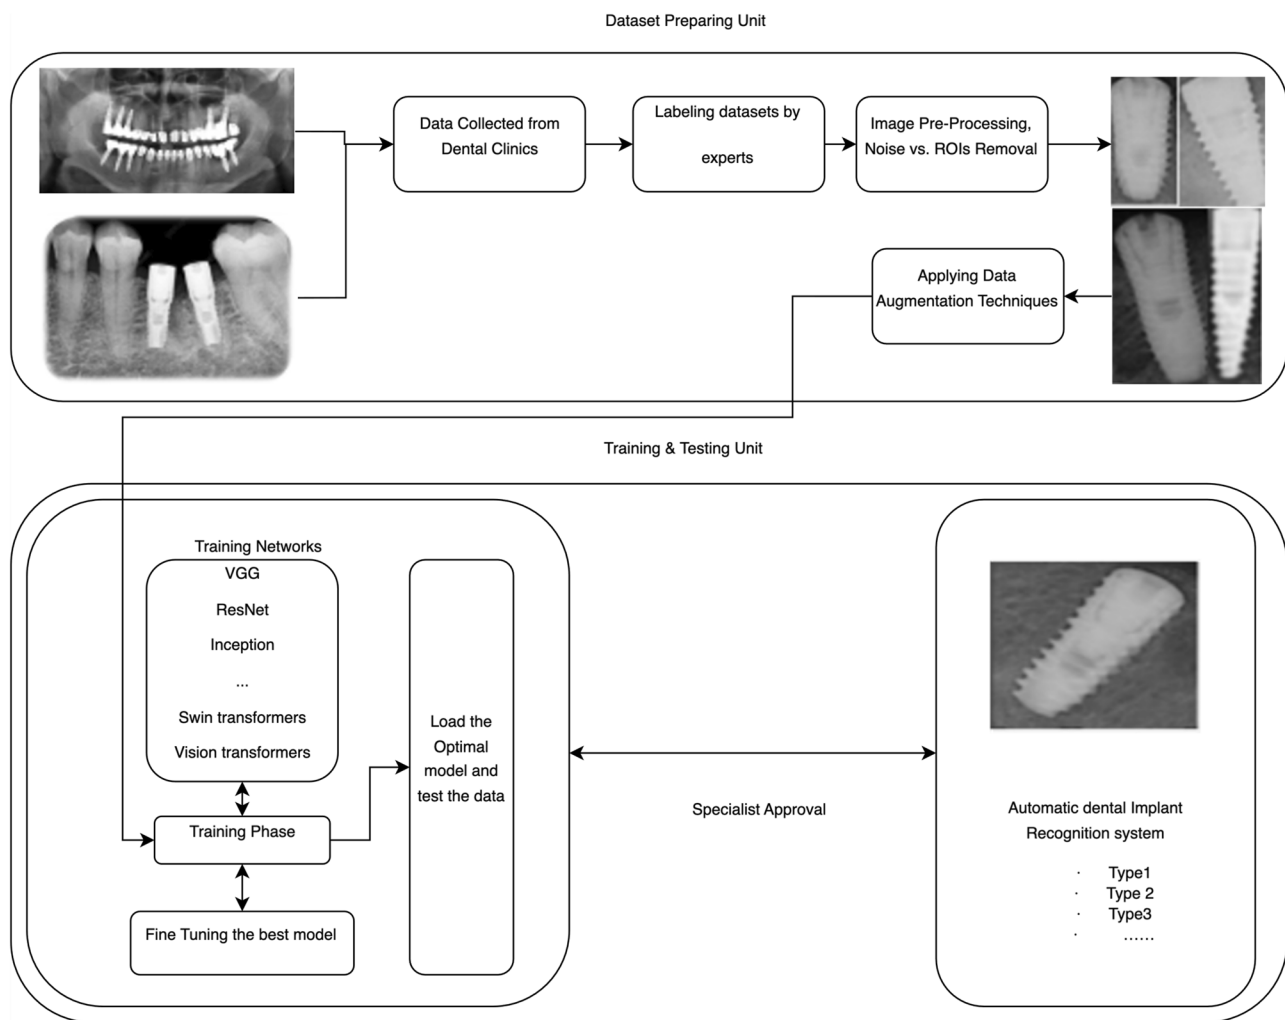 Dataset Preparing Unit
Data Collected from
Dental Clinics
Labeling datasets by
experts
Image Pre-Processing,
Noise vs. ROIs Removal
Applying Data
Augmentation Techniques
Training & Testing Unit
Training Networks
VGG
ResNet
Inception
...
Swin transformers
Vision transformers
Training Phase
Fine Tuning the best model
Load the
Optimal
model and
test the data
Specialist Approval
Automatic dental Implant
Recognition system
· Type1
· Type 2
· Type3
· ......